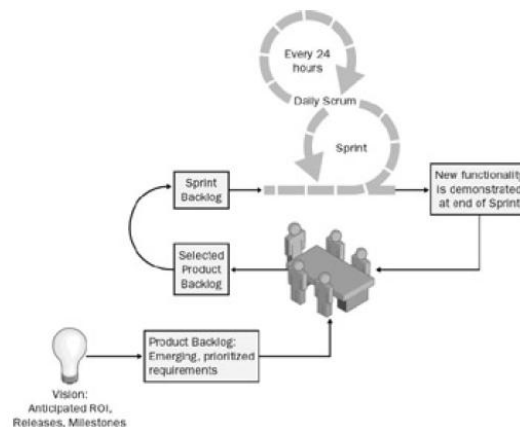 Every 24
hours
Daily Scrum
Sprint
Sprint
Backlog
New functionality
is demonstrated
at end of Sprint
Selected
Product
Backlog
Product Backlog:
Emerging, prioritized
requirements
Vision:
Anticipated ROI,
Releases, Milestones